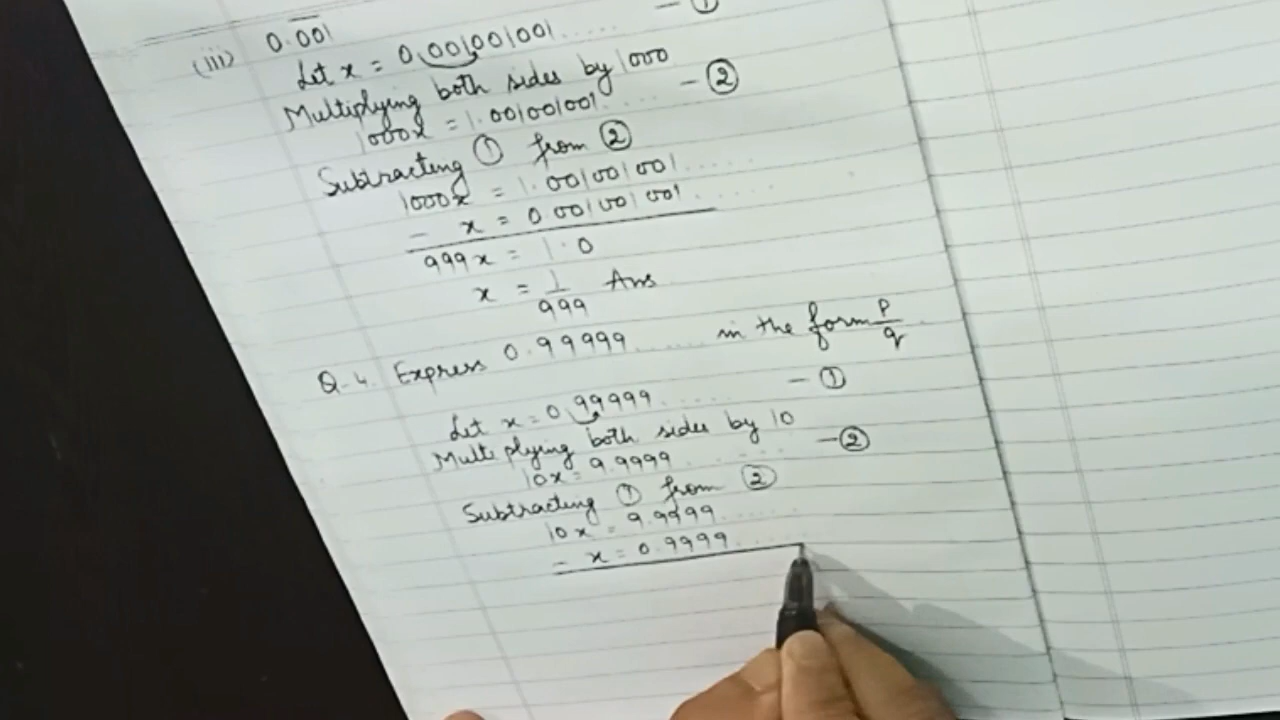 (iii) 0.0̅0̅1
Let x = 0.001001001..... — ①
Multiplying both sides by 1000
1000x = 1.001001001..... — ②
Subtracting ① from ②
1000x = 1.001001001.....
- x = 0.001001001.....
999x = 1.0
x = 1/999 Ans
Q.4. Express 0.99999...... in the form p/q
Let x = 0.99999...... — ①
Multiplying both sides by 10
10x = 9.9999...... — ②
Subtracting ① from ②
10x = 9.9999......
- x = 0.9999.....